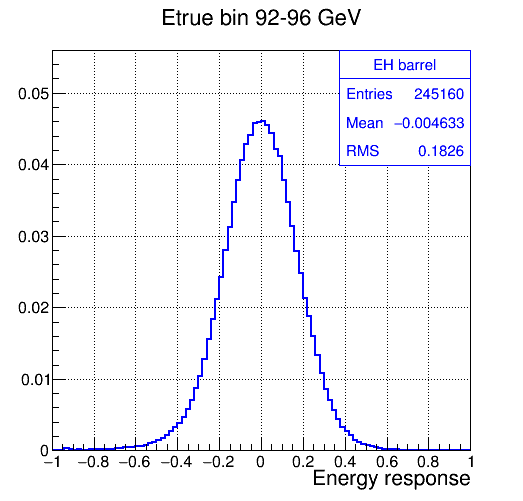 Etrue bin 92-96 GeV
EH barrel
Entries 245160
Mean −0.004633
RMS 0.1826
0.05
0.04
0.03
0.02
0.01
0
−1 −0.8 −0.6 −0.4 −0.2 0 0.2 0.4 0.6 0.8 1
Energy response